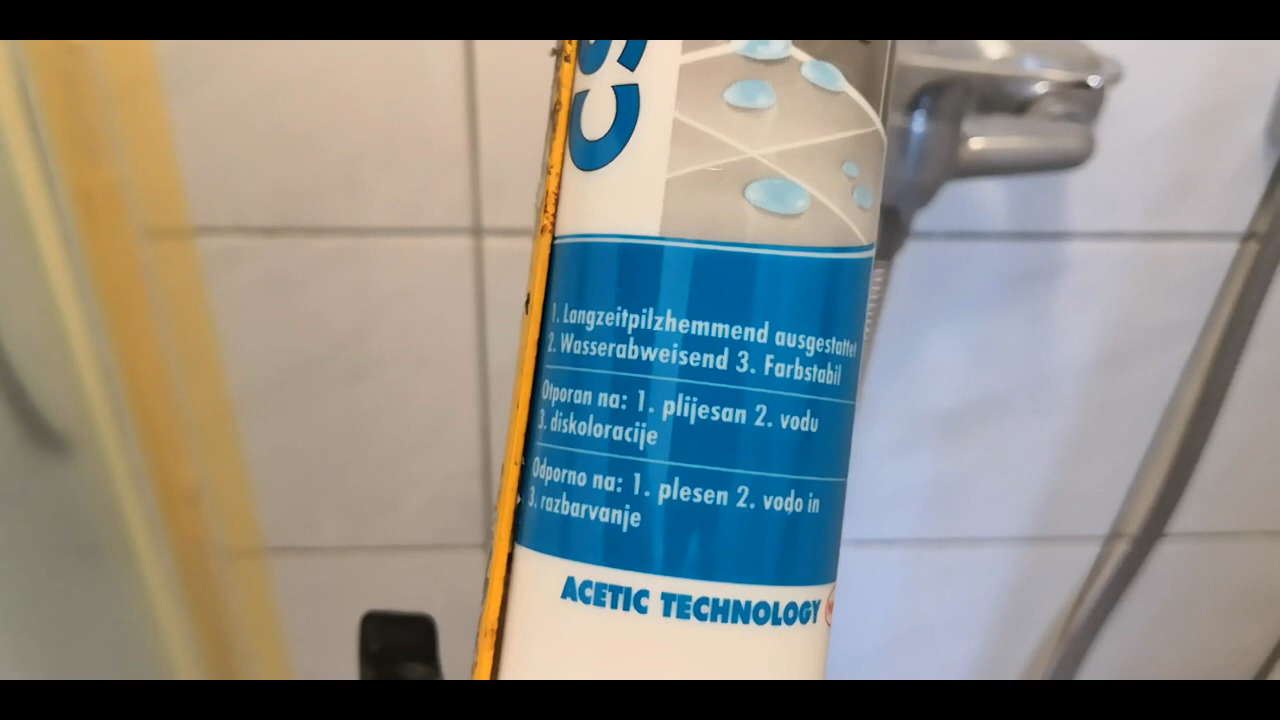 1. Langzeitpilzhemmend ausgestattet
2. Wasserabweisend 3. Farbstabil
Otporan na: 1. plijesan 2. vodu
3. diskoloracije
Odporno na: 1. plesen 2. vodo in
3. razbarvanje
ACETIC TECHNOLOGY